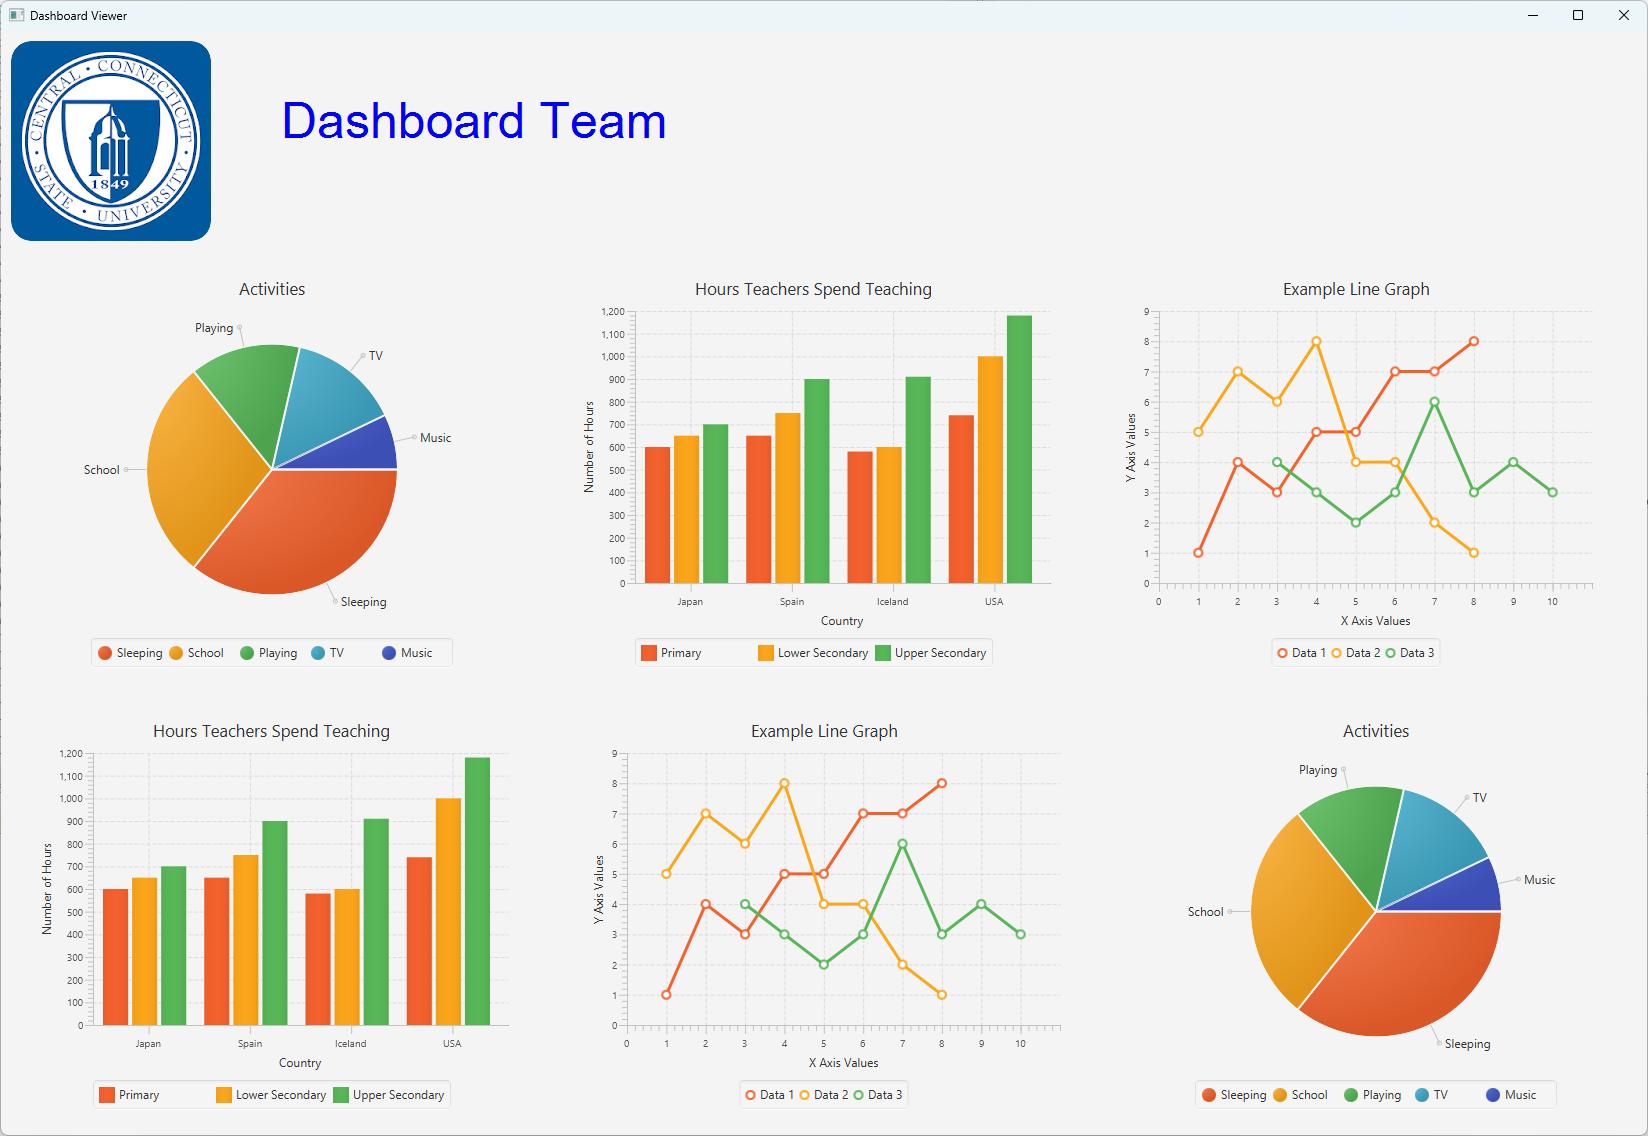 Dashboard Viewer
CENTRAL · CONNECTICUT · STATE · UNIVERSITY ·
1849
Dashboard Team
Activities
Playing
TV
Music
School
Sleeping
Sleeping School Playing TV Music
Hours Teachers Spend Teaching
Number of Hours
1,200
1,100
1,000
900
800
700
600
500
400
300
200
100
0
Japan Spain Iceland USA
Country
Primary Lower Secondary Upper Secondary
Example Line Graph
Y Axis Values
9
8
7
6
5
4
3
2
1
0
0 1 2 3 4 5 6 7 8 9 10
X Axis Values
Data 1 Data 2 Data 3
Hours Teachers Spend Teaching
Number of Hours
1,200
1,100
1,000
900
800
700
600
500
400
300
200
100
0
Japan Spain Iceland USA
Country
Primary Lower Secondary Upper Secondary
Example Line Graph
Y Axis Values
9
8
7
6
5
4
3
2
1
0
0 1 2 3 4 5 6 7 8 9 10
X Axis Values
Data 1 Data 2 Data 3
Activities
Playing
TV
Music
School
Sleeping
Sleeping School Playing TV Music